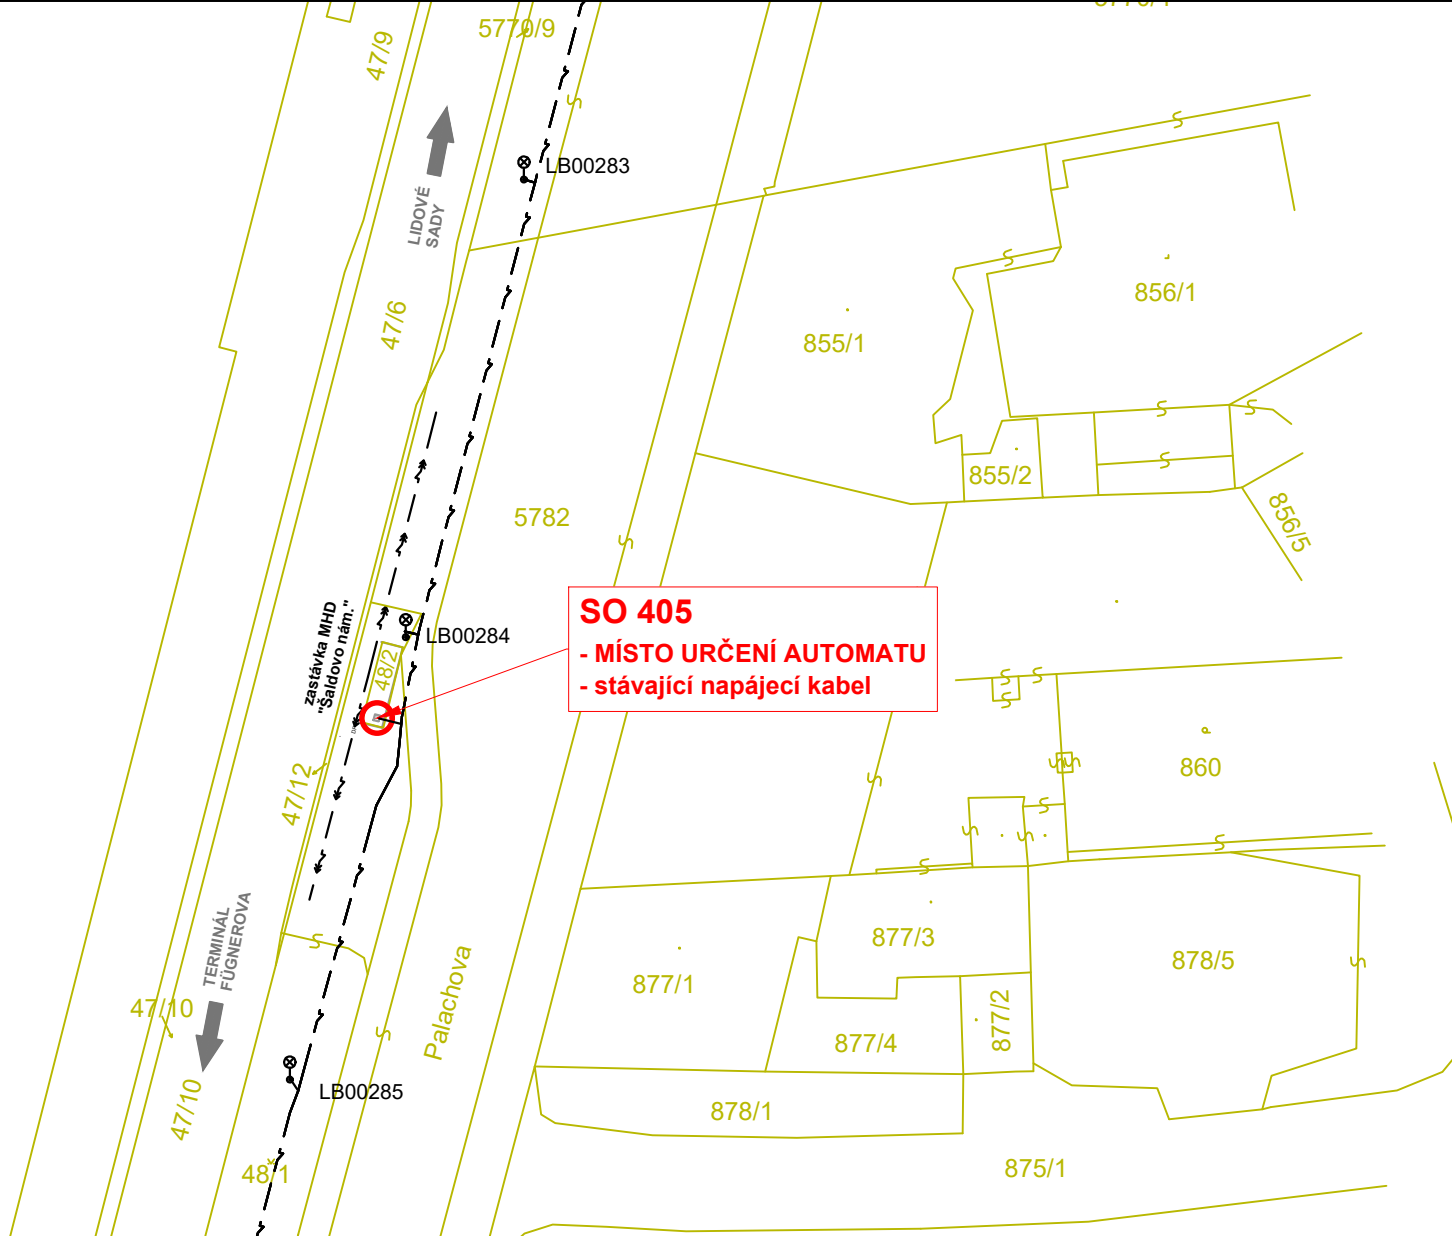 5770/9
47/9
LB00283
LIDOVÉ
SADY
47/6
855/1
856/1
855/2
856/5
5782
SO 405
- MÍSTO URČENÍ AUTOMATU
- stávající napájecí kabel
zastávka MHD
"Šaldovo nám."
LB00284
48/2
47/12
860
TERMINÁL
FÜGNEROVA
877/3
878/5
877/1
47/10
Palachova
877/2
877/4
LB00285
47/10
878/1
875/1
48/1